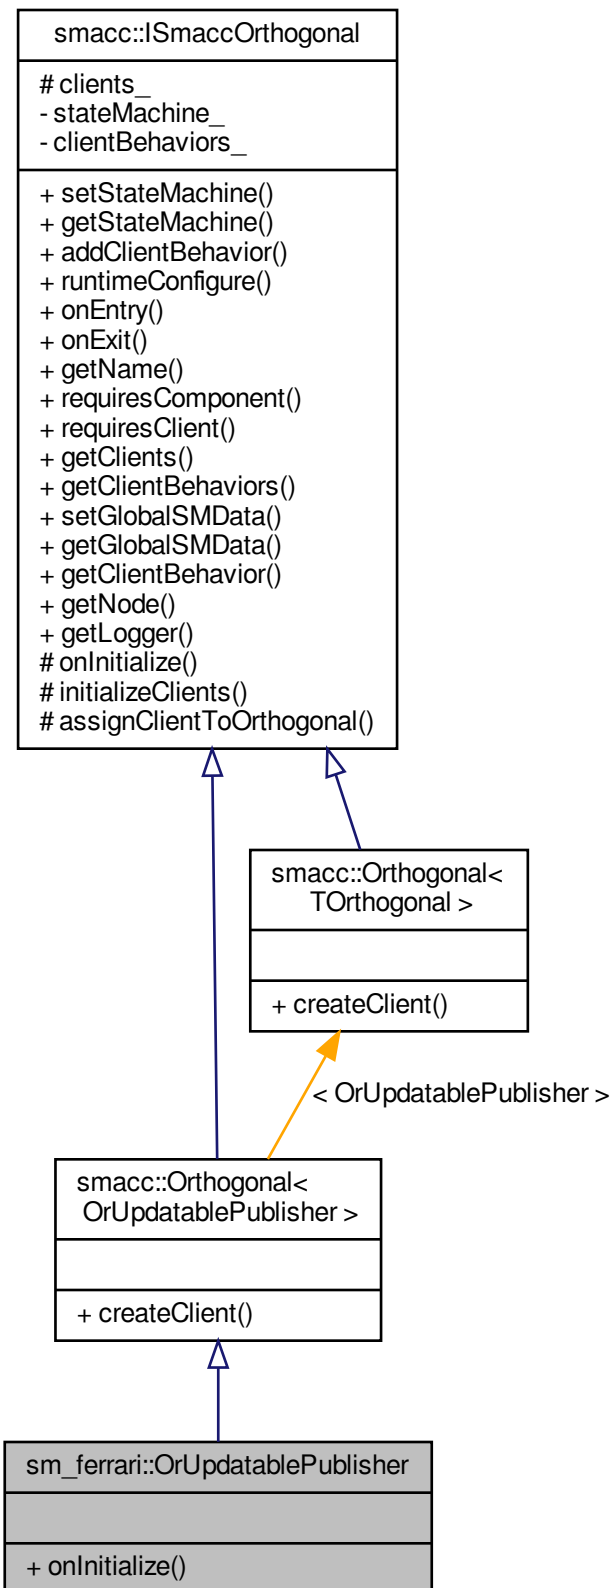 smacc::ISmaccOrthogonal
# clients_
- stateMachine_
- clientBehaviors_
+ setStateMachine()
+ getStateMachine()
+ addClientBehavior()
+ runtimeConfigure()
+ onEntry()
+ onExit()
+ getName()
+ requiresComponent()
+ requiresClient()
+ getClients()
+ getClientBehaviors()
+ setGlobalSMData()
+ getGlobalSMData()
+ getClientBehavior()
+ getNode()
+ getLogger()
# onInitialize()
# initializeClients()
# assignClientToOrthogonal()
smacc::Orthogonal<
TOrthogonal >
+ createClient()
< OrUpdatablePublisher >
smacc::Orthogonal<
OrUpdatablePublisher >
+ createClient()
sm_ferrari::OrUpdatablePublisher
+ onInitialize()